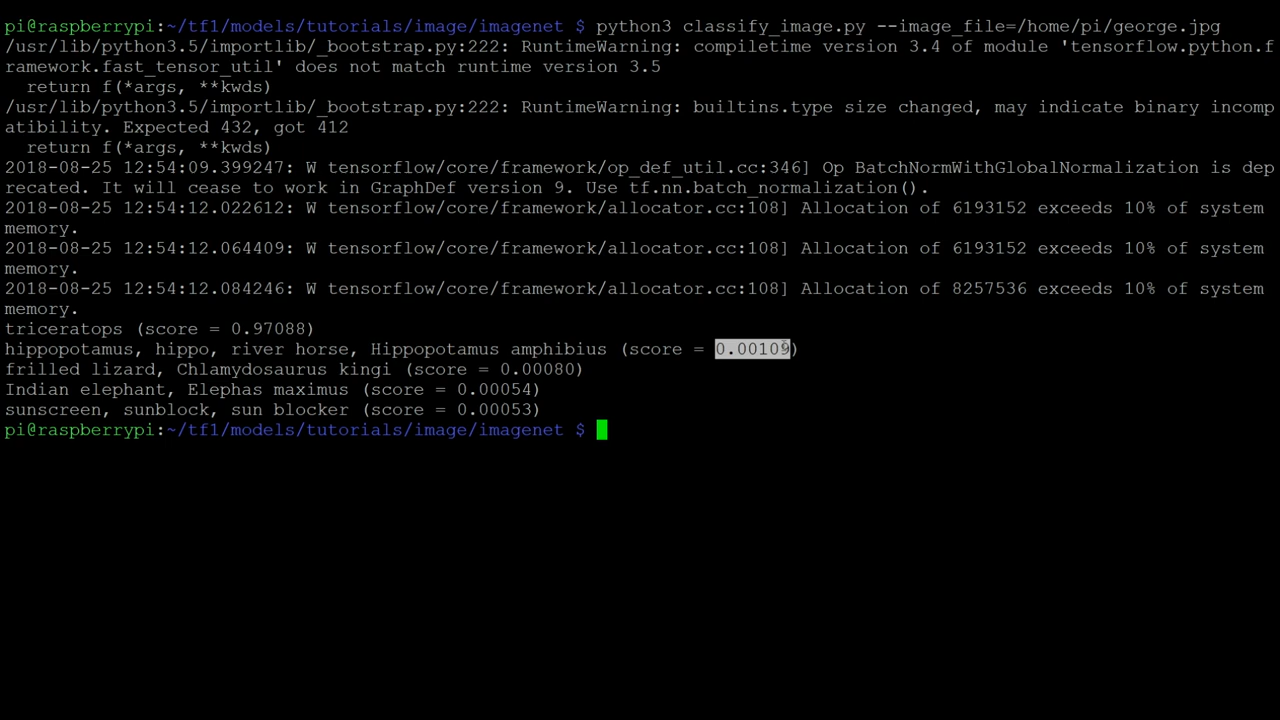 pi@raspberrypi:~/tf1/models/tutorials/image/imagenet $ python3 classify_image.py --image_file=/home/pi/george.jpg
/usr/lib/python3.5/importlib/_bootstrap.py:222: RuntimeWarning: compiletime version 3.4 of module 'tensorflow.python.f
ramework.fast_tensor_util' does not match runtime version 3.5
  return f(*args, **kwds)
/usr/lib/python3.5/importlib/_bootstrap.py:222: RuntimeWarning: builtins.type size changed, may indicate binary incomp
atibility. Expected 432, got 412
  return f(*args, **kwds)
2018-08-25 12:54:09.399247: W tensorflow/core/framework/op_def_util.cc:346] Op BatchNormWithGlobalNormalization is dep
recated. It will cease to work in GraphDef version 9. Use tf.nn.batch_normalization().
2018-08-25 12:54:12.022612: W tensorflow/core/framework/allocator.cc:108] Allocation of 6193152 exceeds 10% of system
memory.
2018-08-25 12:54:12.064409: W tensorflow/core/framework/allocator.cc:108] Allocation of 6193152 exceeds 10% of system
memory.
2018-08-25 12:54:12.084246: W tensorflow/core/framework/allocator.cc:108] Allocation of 8257536 exceeds 10% of system
memory.
triceratops (score = 0.97088)
hippopotamus, hippo, river horse, Hippopotamus amphibius (score = 0.00109)
frilled lizard, Chlamydosaurus kingi (score = 0.00080)
Indian elephant, Elephas maximus (score = 0.00054)
sunscreen, sunblock, sun blocker (score = 0.00053)
pi@raspberrypi:~/tf1/models/tutorials/image/imagenet $